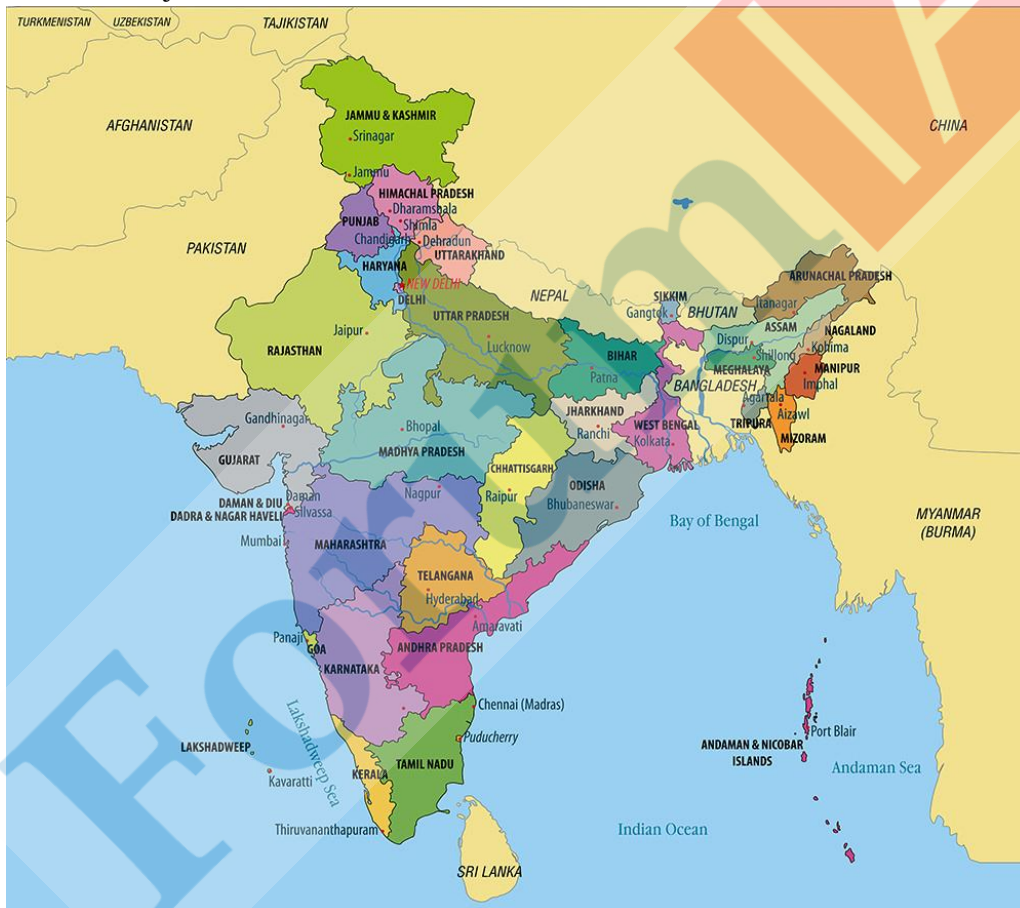 TURKMENISTAN
UZBEKISTAN
TAJIKISTAN
AFGHANISTAN
JAMMU & KASHMIR
Srinagar
CHINA
Jammu
HIMACHAL PRADESH
Dharamshala
PUNJAB
Shimla
Chandigarh
Dehradun
PAKISTAN
UTTARAKHAND
HARYANA
NEW DELHI
DELHI
NEPAL
SIKKIM
Gangtok
BHUTAN
ARUNACHAL PRADESH
Itanagar
UTTAR PRADESH
ASSAM
NAGALAND
Jaipur
Lucknow
Dispur
Kohima
RAJASTHAN
BIHAR
Shillong
MEGHALAYA
MANIPUR
Patna
BANGLADESH
Imphal
Agartala
Gandhinagar
JHARKHAND
Aizawl
Bhopal
Ranchi
WEST BENGAL
TRIPURA
Kolkata
MIZORAM
MADHYA PRADESH
GUJARAT
CHHATTISGARH
ODISHA
Daman
Nagpur
Raipur
DAMAN & DIU
Silvassa
DADRA & NAGAR HAVELI
Bhubaneswar
MYANMAR
(BURMA)
Bay of Bengal
Mumbai
MAHARASHTRA
TELANGANA
Hyderabad
Amaravati
Panaji
GOA
ANDHRA PRADESH
KARNATAKA
Chennai (Madras)
Lakshadweep Sea
Port Blair
Puducherry
LAKSHADWEEP
ANDAMAN & NICOBAR
ISLANDS
KERALA
TAMIL NADU
Andaman Sea
Kavaratti
Thiruvananthapuram
Indian Ocean
SRI LANKA
ForumIA